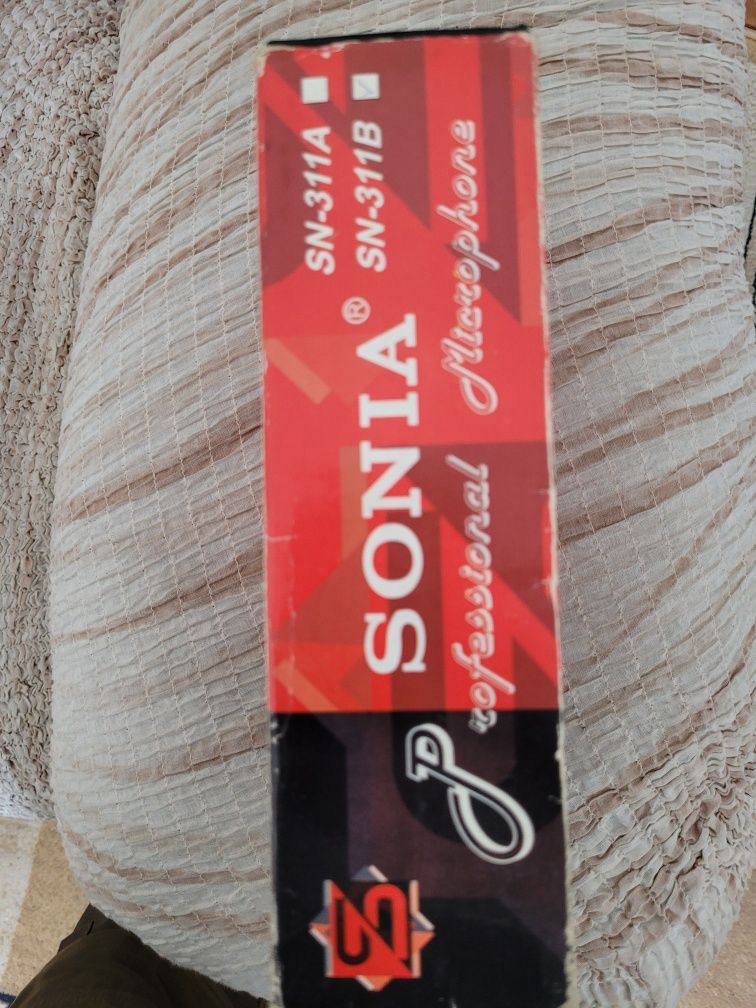 SONIA®
SN-311A
SN-311B
Professional Microphone